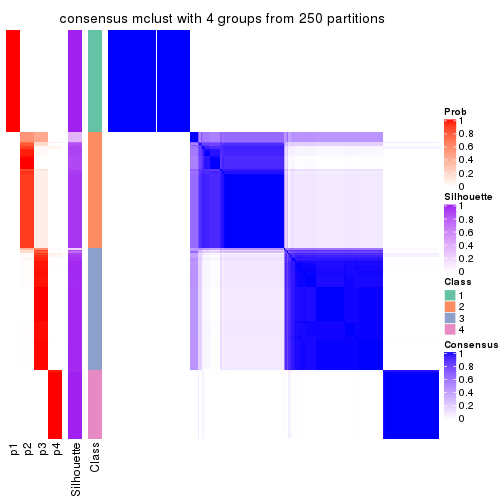 consensus mclust with 4 groups from 250 partitions
Prob
1
0.8
0.6
0.4
0.2
0
Silhouette
1
0.8
0.6
0.4
0.2
0
Class
1
2
3
4
Consensus
1
0.8
0.6
0.4
0.2
0
p1
p2
p3
p4
Silhouette
Class